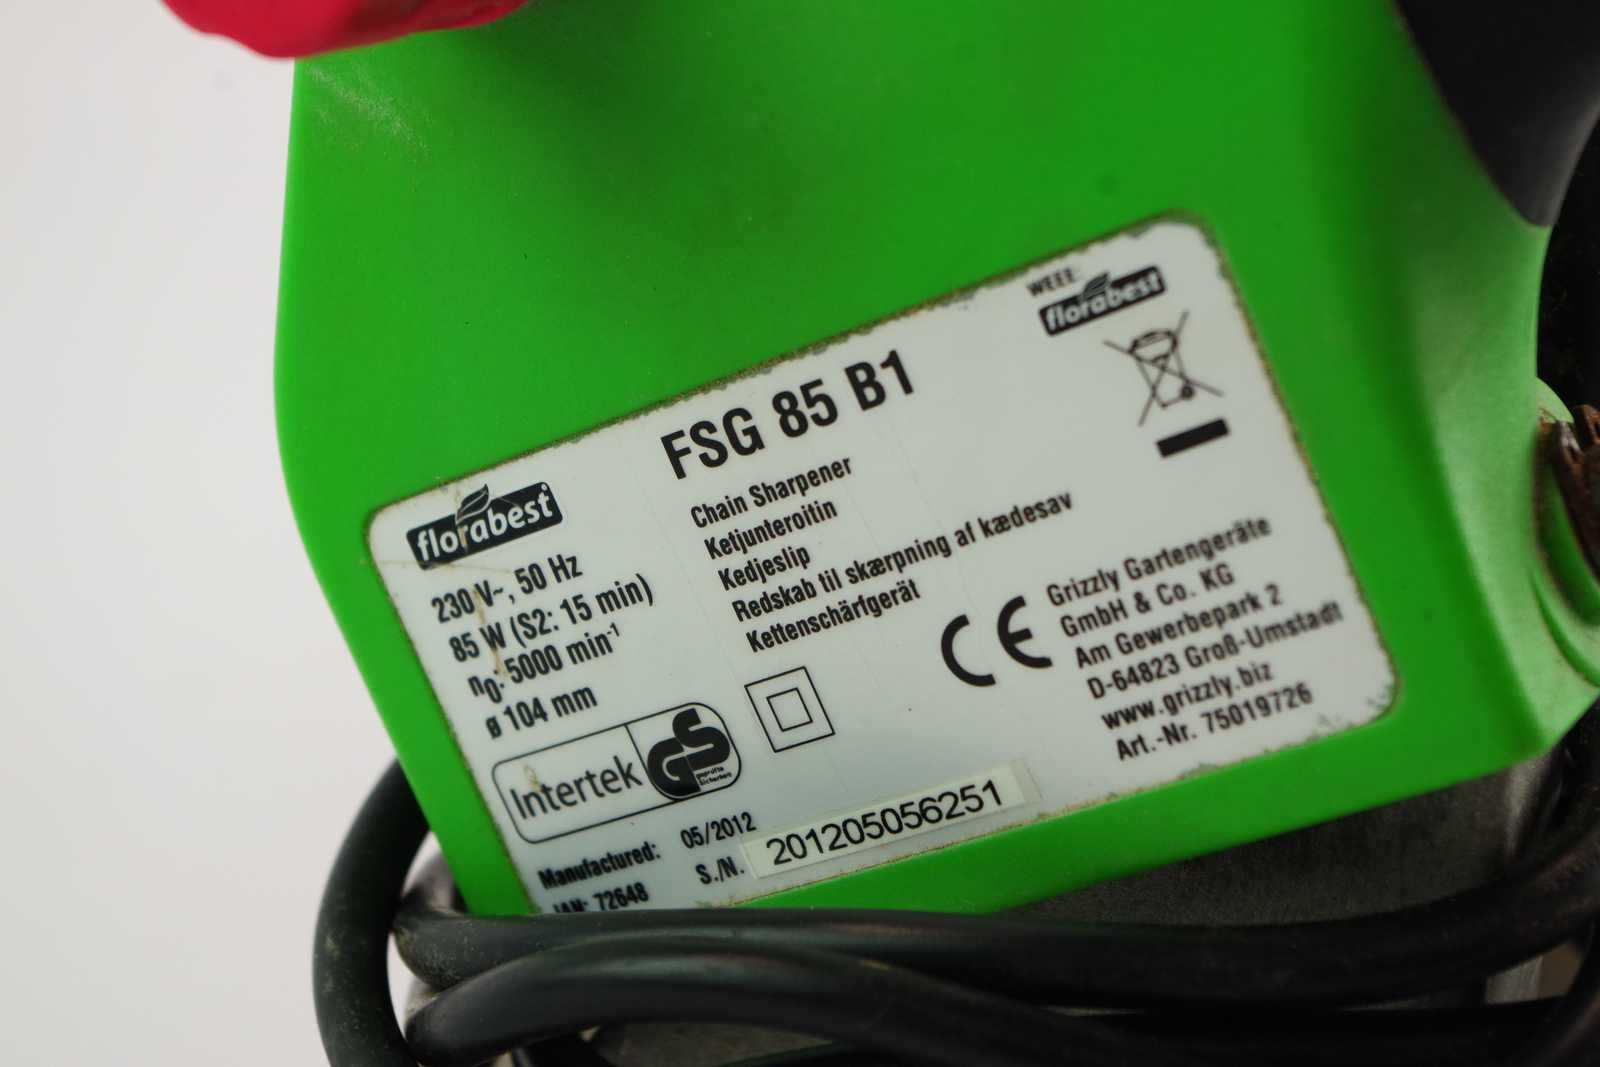 WEEE:
florabest
FSG 85 B1
florabest
230 V~, 50 Hz
85 W (S2: 15 min)
n0: 5000 min-1
ø 104 mm
Chain Sharpener
Ketjunteroitin
Kedjeslip
Redskab til skærpning af kædesav
Kettenschärfgerät
CE
Grizzly Gartengeräte
GmbH & Co. KG
Am Gewerbepark 2
D-64823 Groß-Umstadt
www.grizzly.biz
Art.-Nr. 75019726
Intertek
GS
geprüfte
Sicherheit
Manufactured: 05/2012
IAN: 72648
S./N. 201205056251